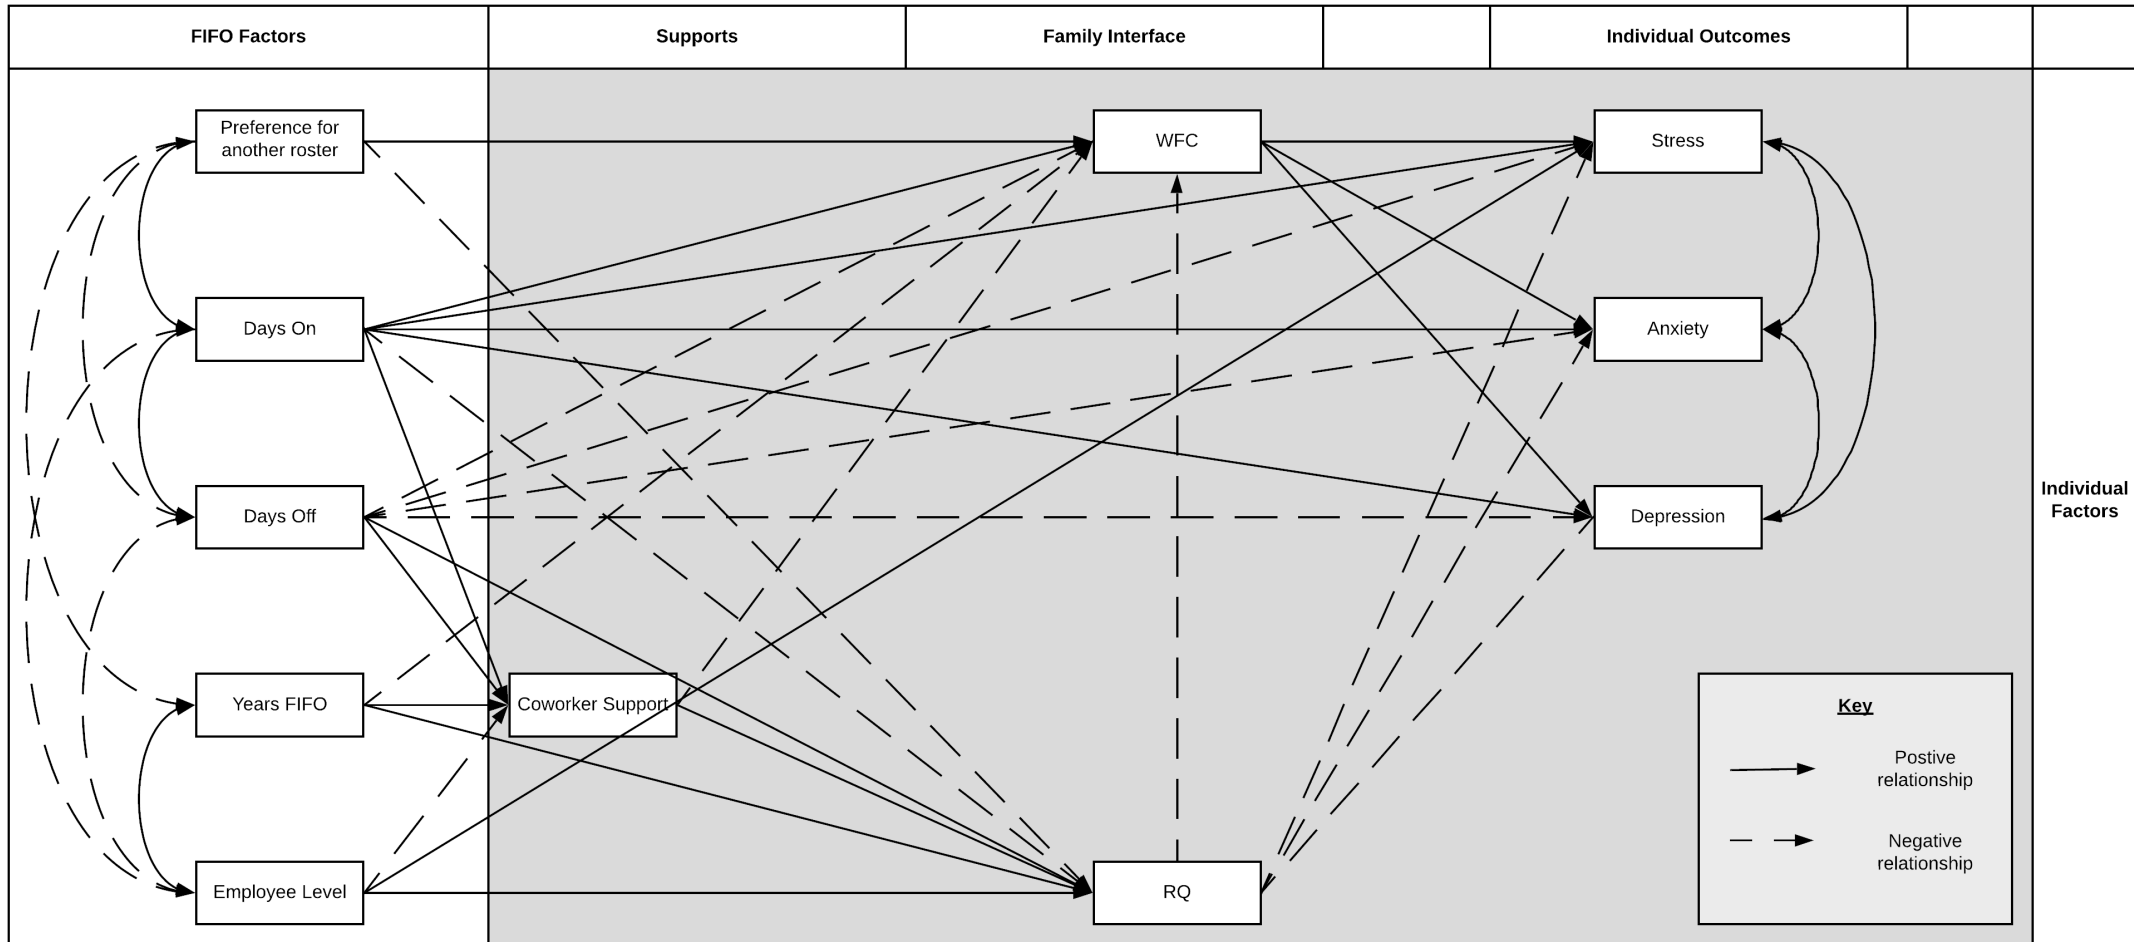 FIFO Factors
Supports
Family Interface
Individual Outcomes
Preference for
another roster
WFC
Stress
Days On
Anxiety
Days Off
Depression
Individual
Factors
Years FIFO
Coworker Support
Key
Postive
relationship
Negative
relationship
Employee Level
RQ